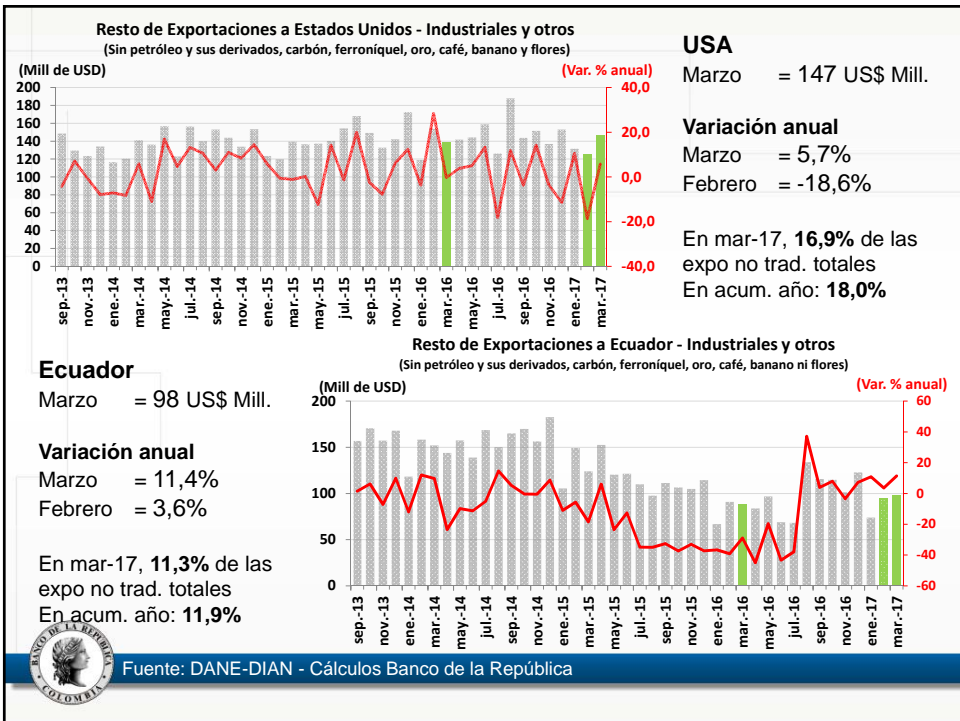 Resto de Exportaciones a Estados Unidos - Industriales y otros
(Sin petróleo y sus derivados, carbón, ferroníquel, oro, café, banano y flores)
(Mill de USD)
(Var. % anual)
200
180
160
140
120
100
80
60
40
20
0
40,0
20,0
0,0
-20,0
-40,0
sep.-13
nov.-13
ene.-14
mar.-14
may.-14
jul.-14
sep.-14
nov.-14
ene.-15
mar.-15
may.-15
jul.-15
sep.-15
nov.-15
ene.-16
mar.-16
may.-16
jul.-16
sep.-16
nov.-16
ene.-17
mar.-17
USA
Marzo = 147 US$ Mill.
Variación anual
Marzo = 5,7%
Febrero = -18,6%
En mar-17, 16,9% de las
expo no trad. totales
En acum. año: 18,0%
Ecuador
Marzo = 98 US$ Mill.
Variación anual
Marzo = 11,4%
Febrero = 3,6%
En mar-17, 11,3% de las
expo no trad. totales
En acum. año: 11,9%
Resto de Exportaciones a Ecuador - Industriales y otros
(Sin petróleo y sus derivados, carbón, ferroníquel, oro, café, banano ni flores)
(Mill de USD)
(Var. % anual)
200
150
100
50
0
60
40
20
0
-20
-40
-60
sep.-13
nov.-13
ene.-14
mar.-14
may.-14
jul.-14
sep.-14
nov.-14
ene.-15
mar.-15
may.-15
jul.-15
sep.-15
nov.-15
ene.-16
mar.-16
may.-16
jul.-16
sep.-16
nov.-16
ene.-17
mar.-17
BANCO DE LA REPUBLICA
COLOMBIA
Fuente: DANE-DIAN - Cálculos Banco de la República